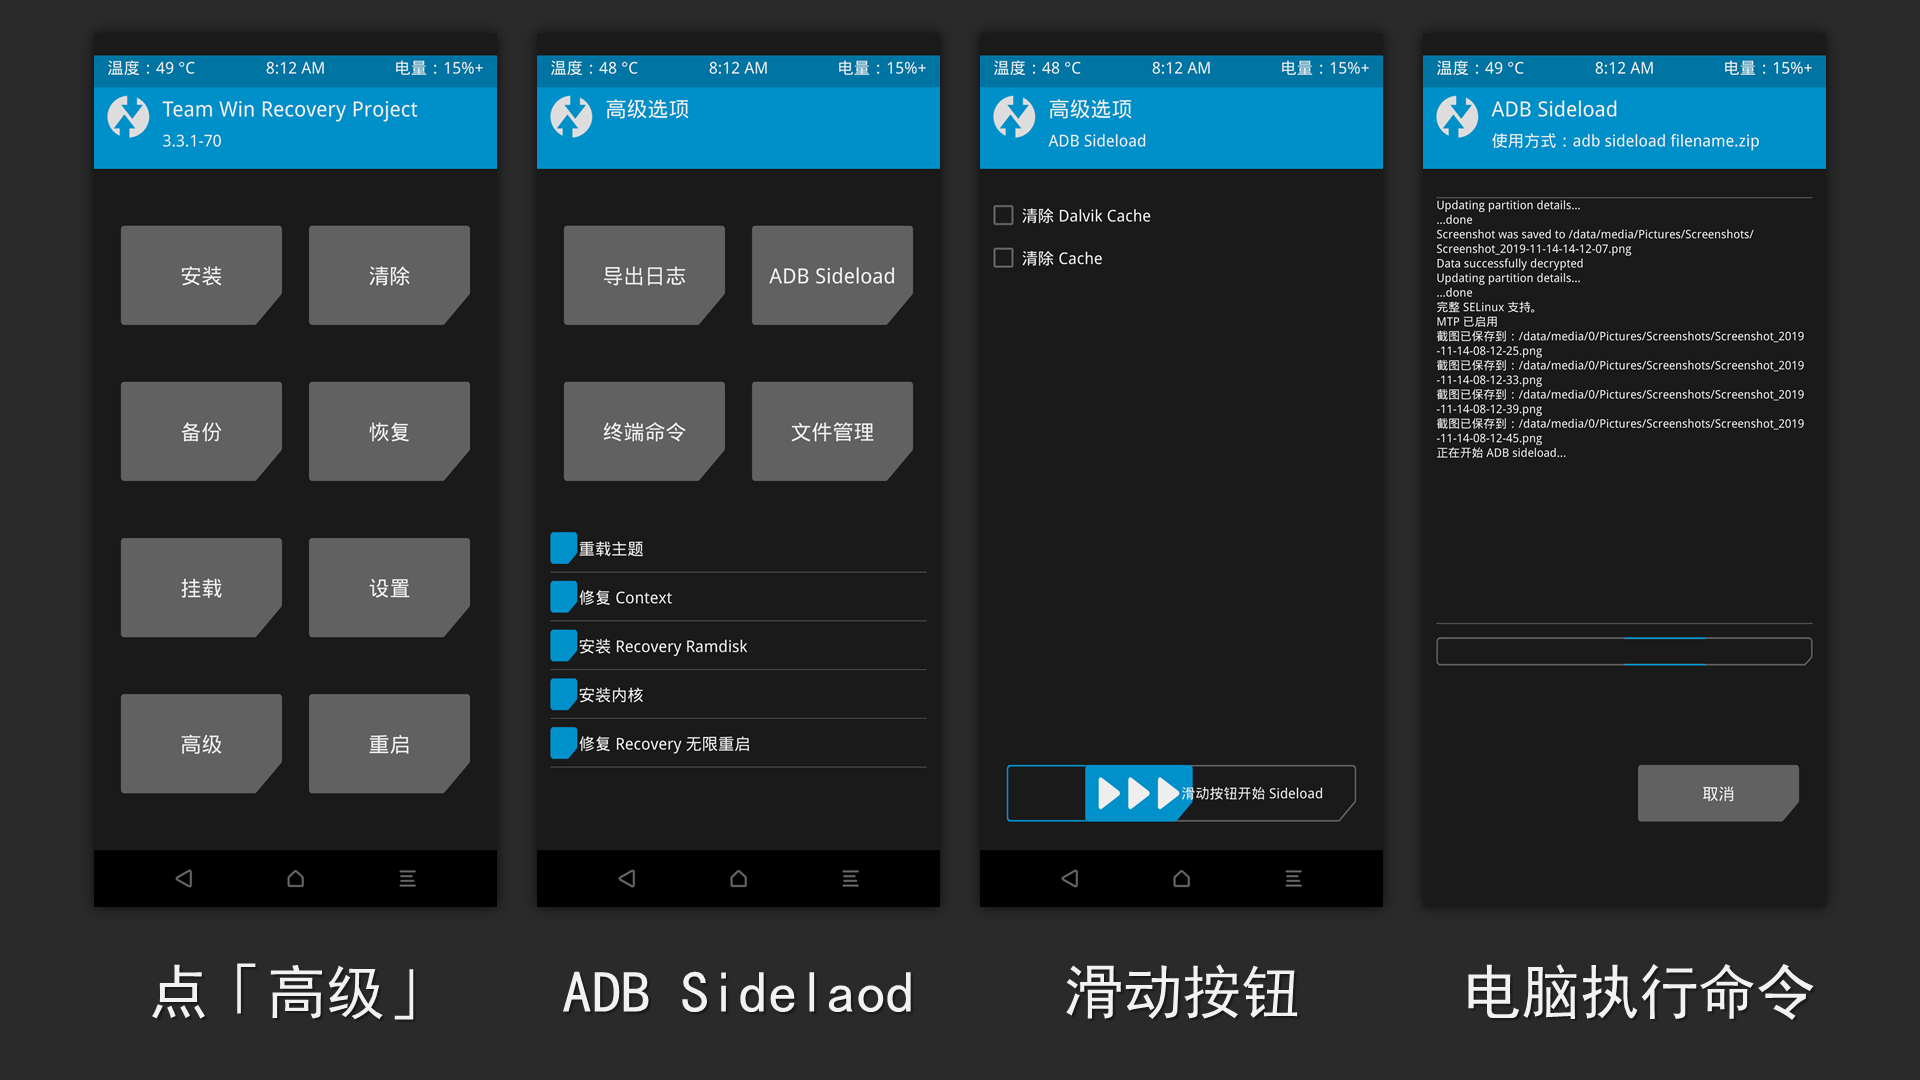 温度：49 °C 8:12 AM 电量：15%+
Team Win Recovery Project
3.3.1-70
安装 清除
备份 恢复
挂载 设置
高级 重启
点「高级」
温度：48 °C 8:12 AM 电量：15%+
高级选项
导出日志 ADB Sideload
终端命令 文件管理
重载主题
修复 Context
安装 Recovery Ramdisk
安装内核
修复 Recovery 无限重启
ADB Sidelaod
温度：48 °C 8:12 AM 电量：15%+
高级选项
ADB Sideload
清除 Dalvik Cache
清除 Cache
滑动按钮开始 Sideload
滑动按钮
温度：49 °C 8:12 AM 电量：15%+
ADB Sideload
使用方式：adb sideload filename.zip
Updating partition details...
...done
Screenshot was saved to /data/media/Pictures/Screenshots/
Screenshot_2019-11-14-14-12-07.png
Data successfully decrypted
Updating partition details...
...done
完整 SELinux 支持。
MTP 已启用
截图已保存到：/data/media/0/Pictures/Screenshots/Screenshot_2019
-11-14-08-12-25.png
截图已保存到：/data/media/0/Pictures/Screenshots/Screenshot_2019
-11-14-08-12-33.png
截图已保存到：/data/media/0/Pictures/Screenshots/Screenshot_2019
-11-14-08-12-39.png
截图已保存到：/data/media/0/Pictures/Screenshots/Screenshot_2019
-11-14-08-12-45.png
正在开始 ADB sideload...
取消
电脑执行命令